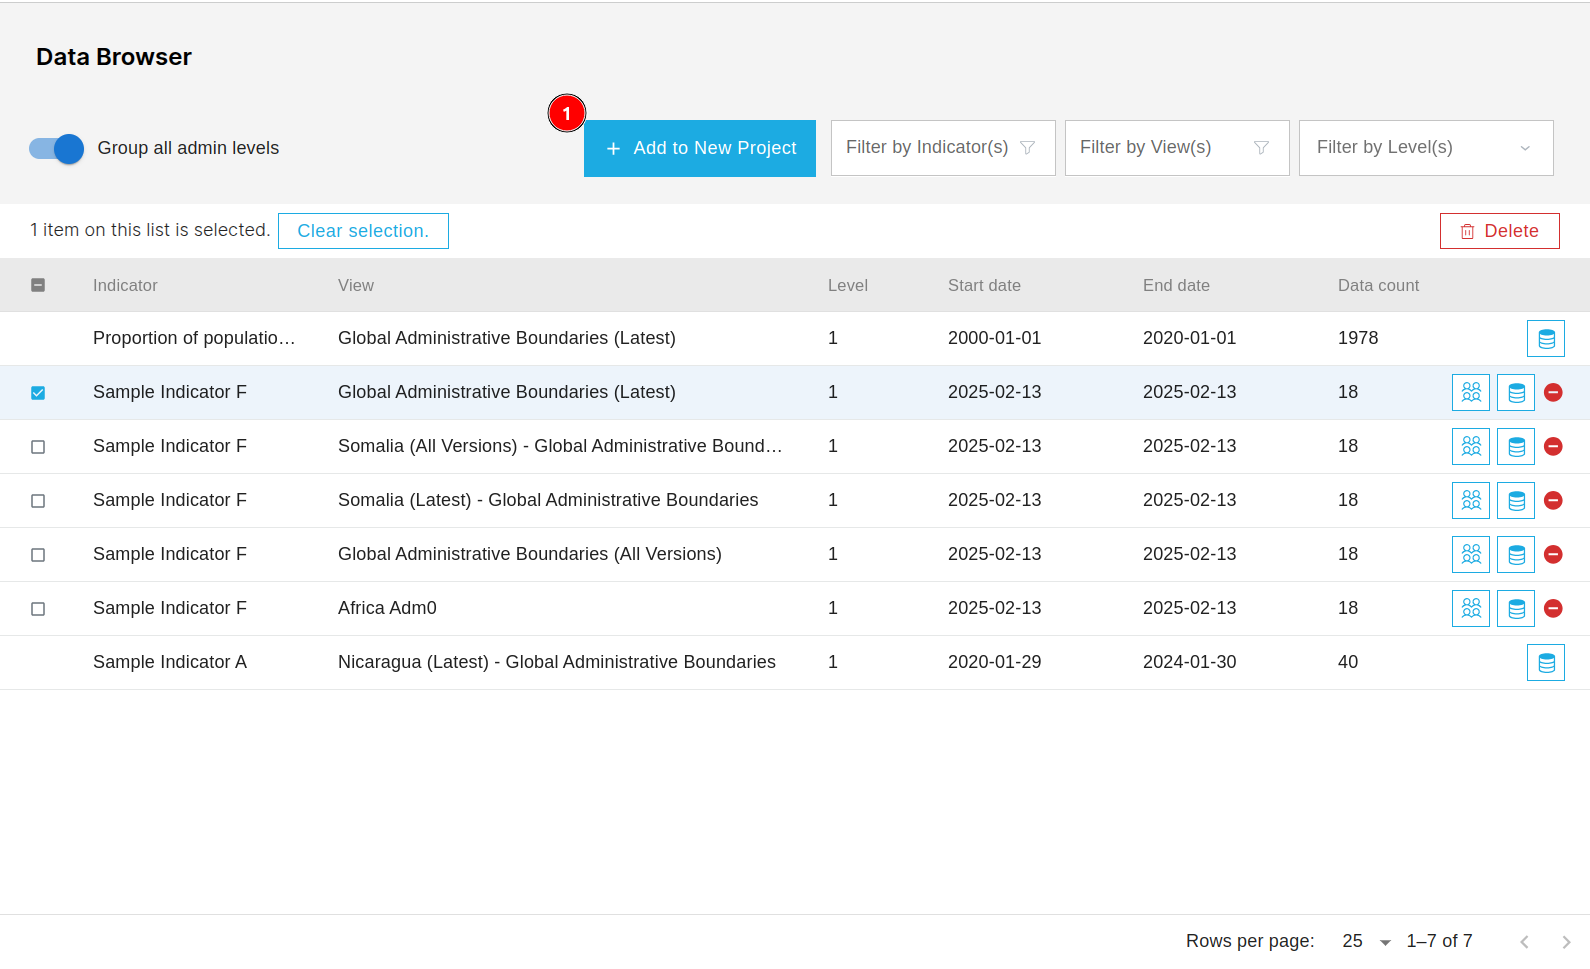 Data Browser
1
Group all admin levels
+ Add to New Project
Filter by Indicator(s)
Filter by View(s)
Filter by Level(s)
1 item on this list is selected. Clear selection. Delete
Indicator View Level Start date End date Data count
Proportion of populatio… Global Administrative Boundaries (Latest) 1 2000-01-01 2020-01-01 1978
Sample Indicator F Global Administrative Boundaries (Latest) 1 2025-02-13 2025-02-13 18
Sample Indicator F Somalia (All Versions) - Global Administrative Bound… 1 2025-02-13 2025-02-13 18
Sample Indicator F Somalia (Latest) - Global Administrative Boundaries 1 2025-02-13 2025-02-13 18
Sample Indicator F Global Administrative Boundaries (All Versions) 1 2025-02-13 2025-02-13 18
Sample Indicator F Africa Adm0 1 2025-02-13 2025-02-13 18
Sample Indicator A Nicaragua (Latest) - Global Administrative Boundaries 1 2020-01-29 2024-01-30 40
Rows per page: 25 1–7 of 7